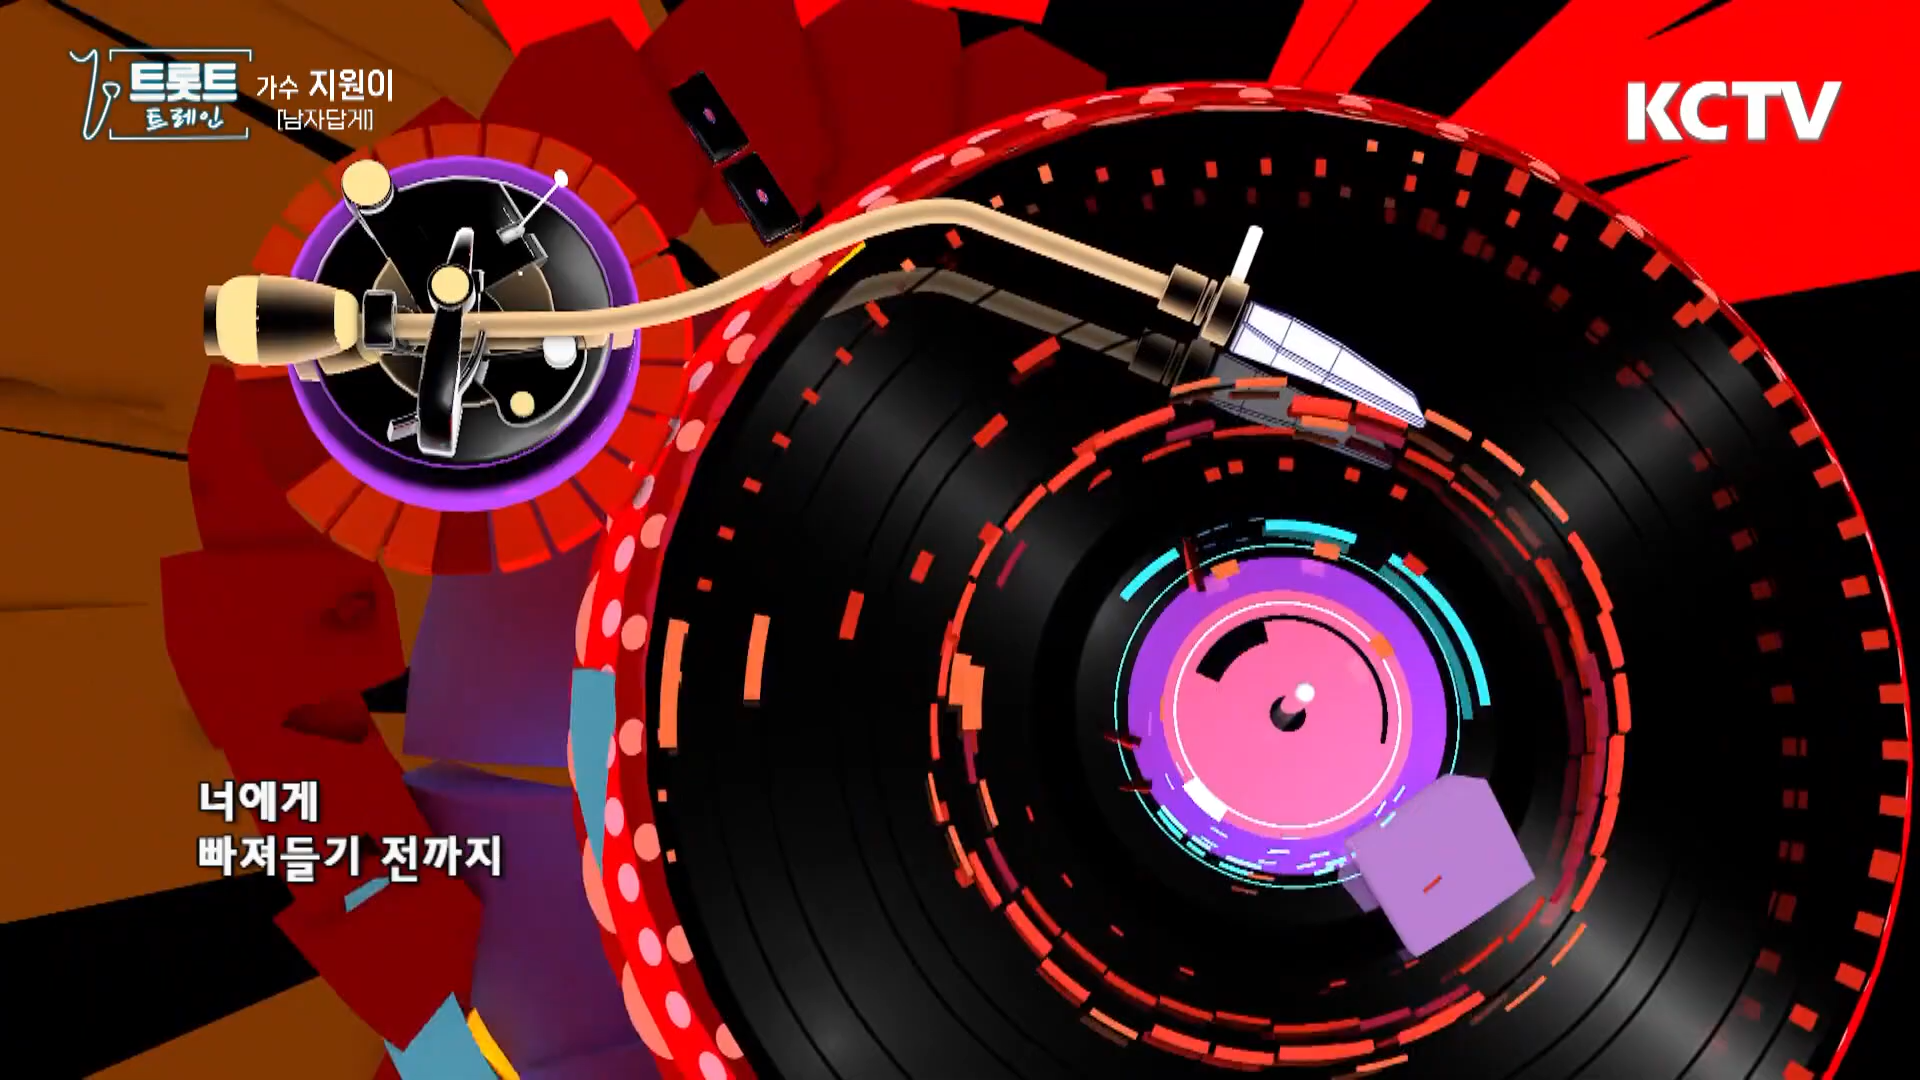 트롯트
트레인
가수 지원이
[남자답게]
KCTV
너에게
빠져들기 전까지